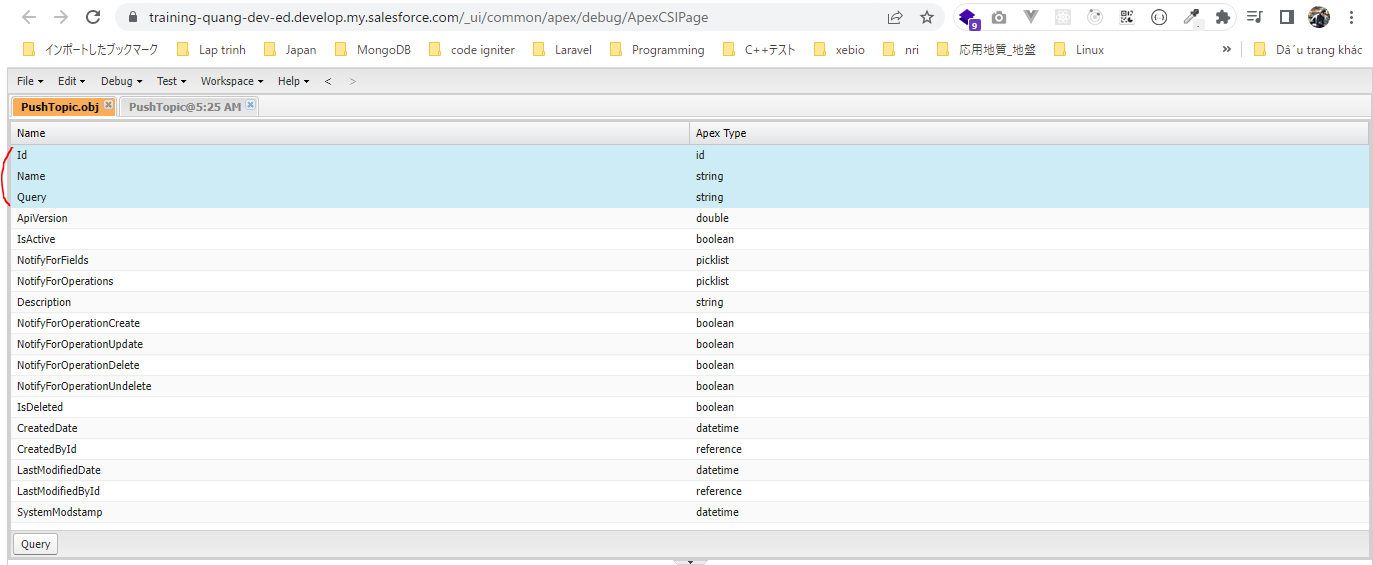 training-quang-dev-ed.develop.my.salesforce.com/_ui/common/apex/debug/ApexCSIPage
9
インポートしたブックマーク Lap trinh Japan MongoDB code igniter Laravel Programming C++テスト xebio nri 応用地質_地盤 Linux » Dấu trang khác
File Edit Debug Test Workspace Help < >
PushTopic.obj PushTopic@5:25 AM
Name Apex Type
Id id
Name string
Query string
ApiVersion double
IsActive boolean
NotifyForFields picklist
NotifyForOperations picklist
Description string
NotifyForOperationCreate boolean
NotifyForOperationUpdate boolean
NotifyForOperationDelete boolean
NotifyForOperationUndelete boolean
IsDeleted boolean
CreatedDate datetime
CreatedById reference
LastModifiedDate datetime
LastModifiedById reference
SystemModstamp datetime
Query